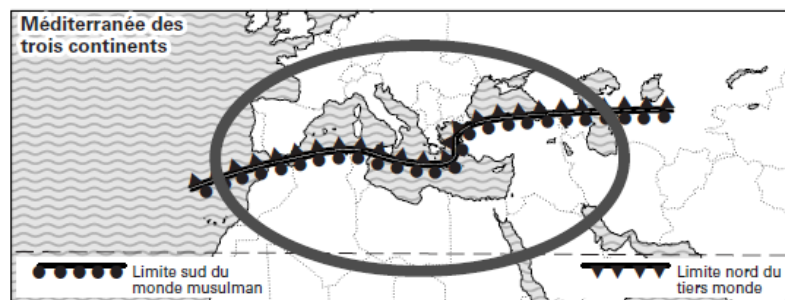 Méditerranée des
trois continents
Limite sud du
monde musulman
Limite nord du
tiers monde